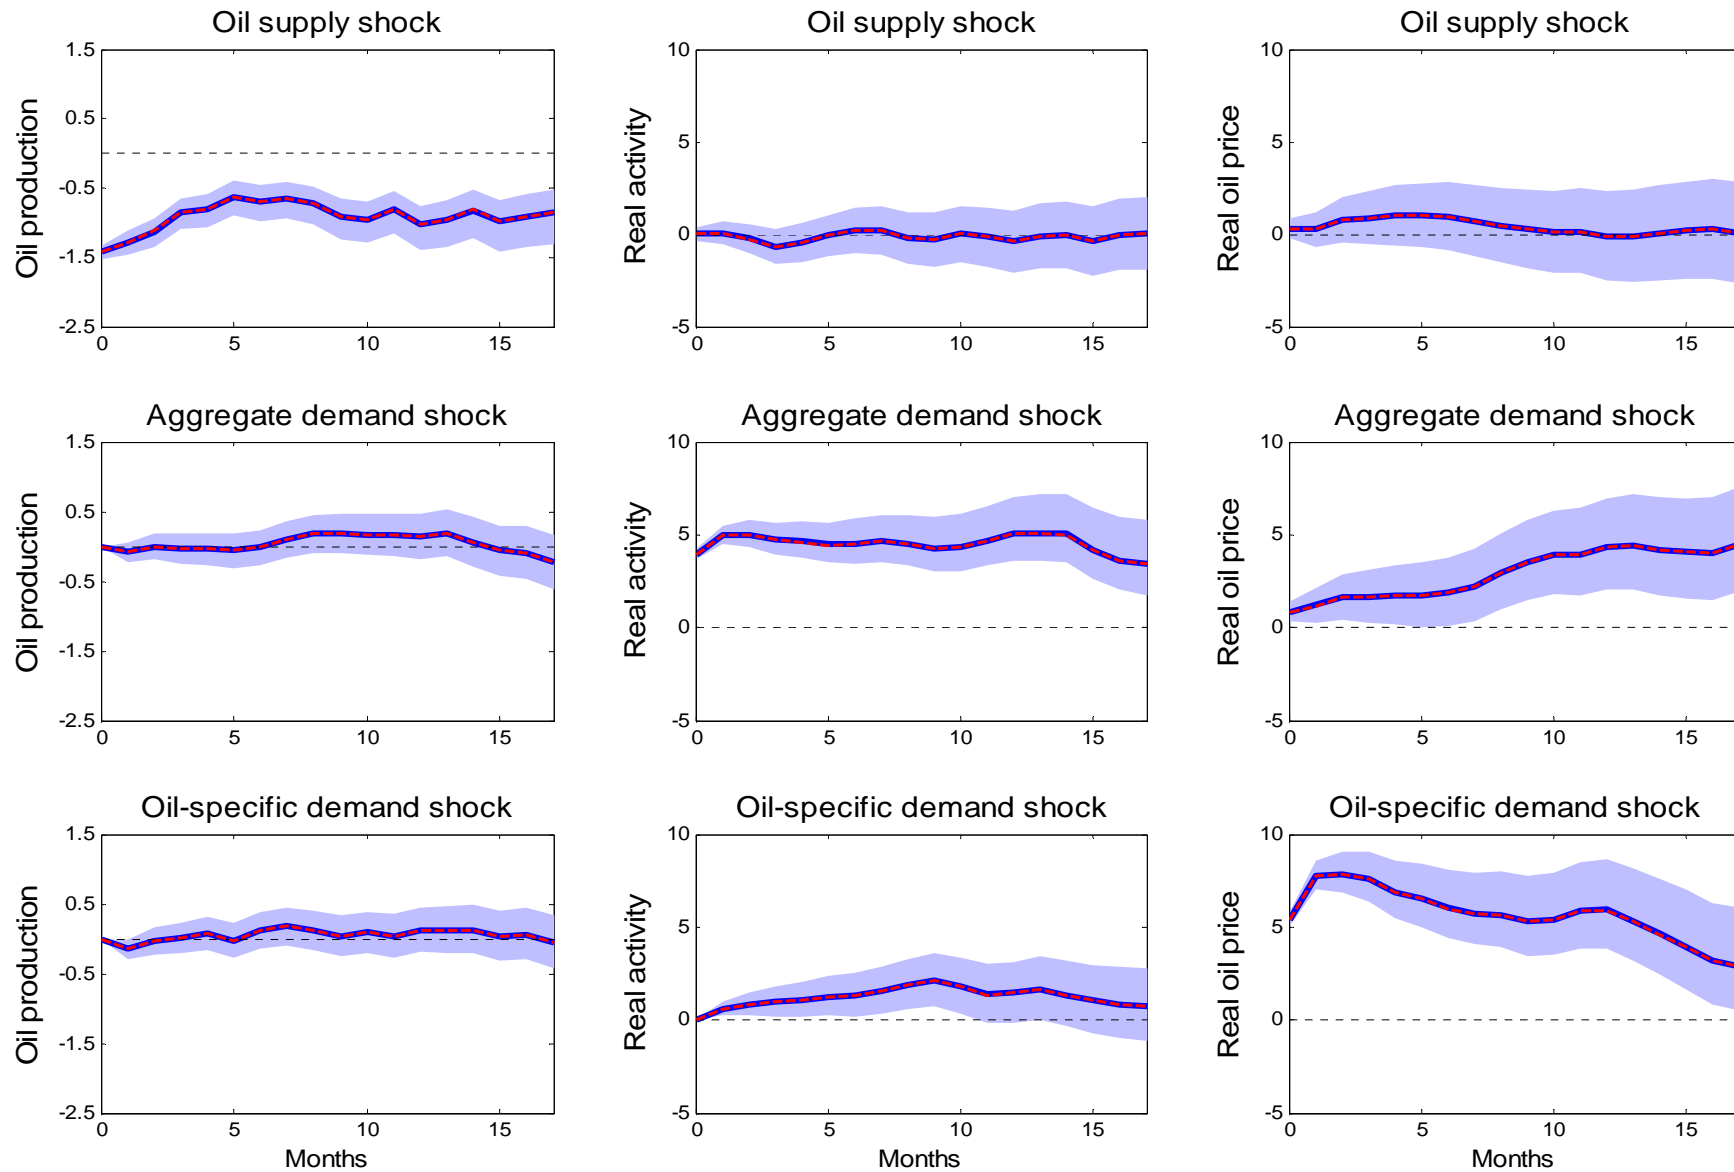 Oil supply shock
Oil supply shock
Oil supply shock
Oil production
1.5
0.5
-0.5
-1.5
-2.5
0 5 10 15
Real activity
10
5
0
-5
0 5 10 15
Real oil price
10
5
0
-5
0 5 10 15
Aggregate demand shock
Aggregate demand shock
Aggregate demand shock
Oil production
1.5
0.5
-0.5
-1.5
-2.5
0 5 10 15
Real activity
10
5
0
-5
0 5 10 15
Real oil price
10
5
0
-5
0 5 10 15
Oil-specific demand shock
Oil-specific demand shock
Oil-specific demand shock
Oil production
1.5
0.5
-0.5
-1.5
-2.5
0 5 10 15
Months
Real activity
10
5
0
-5
0 5 10 15
Months
Real oil price
10
5
0
-5
0 5 10 15
Months